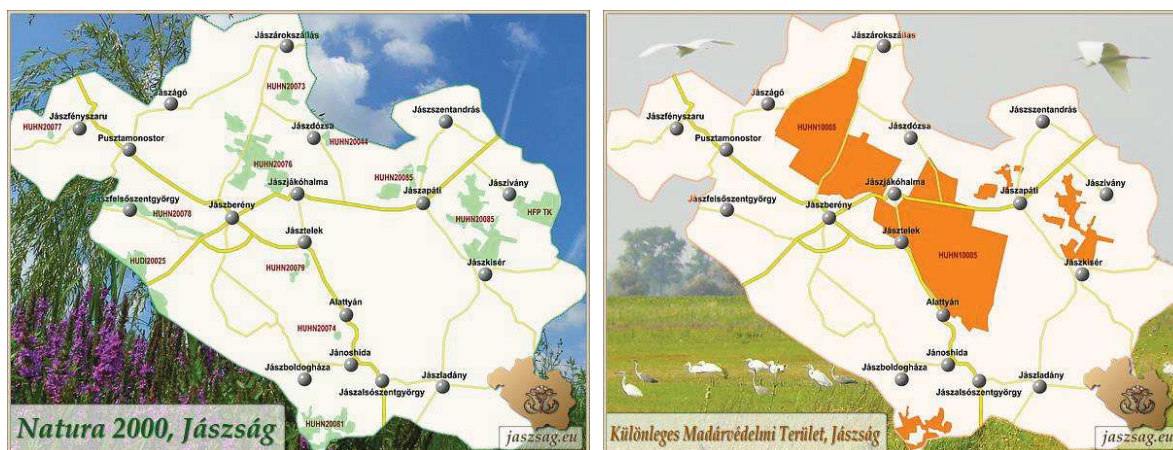 Jászárokszállás
HUHN20073
Jászágó
Jászszentandrás
Jászfényszaru
HUHN20077
Pusztamonostor
Jászdózsa
HUHN20044
HUHN20076
HUHN20085
Jászjákóhalma
Jászapáti
Jászivány
HFP TK
Jászfelsőszentgyörgy
HUHN20078
Jászberény
HUHN20085
Jásztelek
HUDI20025
HUHN20079
Jászkisér
Alattyán
HUHN20074
Jánoshida
Jászboldogháza
Jászladány
Jászalsószentgyörgy
HUHN20081
Natura 2000, Jászság
jaszsag.eu
Jászárokszállás
Jászágó
Jászszentandrás
Jászfényszaru
HUHN10005
Pusztamonostor
Jászdózsa
Jászjákóhalma
Jászapáti
Jászivány
Jászfelsőszentgyörgy
Jászberény
Jásztelek
HUHN10005
Jászkisér
Alattyán
Jánoshida
Jászboldogháza
Jászladány
Jászalsószentgyörgy
Különleges Madárvédelmi Terület, Jászság
jaszsag.eu